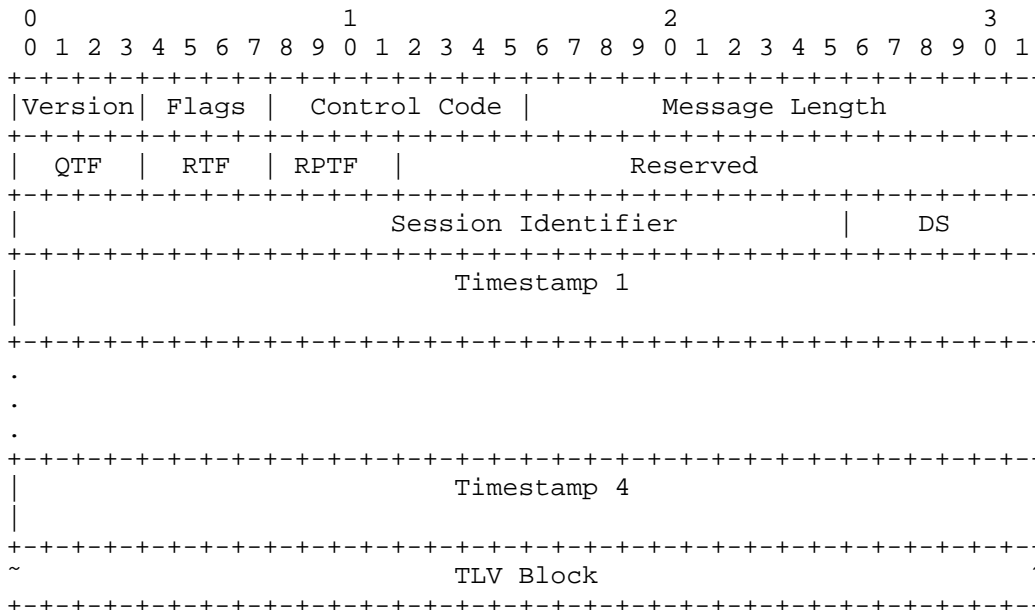 0                   1                   2                   3
 0 1 2 3 4 5 6 7 8 9 0 1 2 3 4 5 6 7 8 9 0 1 2 3 4 5 6 7 8 9 0 1
+-+-+-+-+-+-+-+-+-+-+-+-+-+-+-+-+-+-+-+-+-+-+-+-+-+-+-+-+-+-+-+-
|Version| Flags |  Control Code |        Message Length
+-+-+-+-+-+-+-+-+-+-+-+-+-+-+-+-+-+-+-+-+-+-+-+-+-+-+-+-+-+-+-+-
|  QTF  |  RTF  | RPTF  |              Reserved
+-+-+-+-+-+-+-+-+-+-+-+-+-+-+-+-+-+-+-+-+-+-+-+-+-+-+-+-+-+-+-+-
|                       Session Identifier          |    DS
+-+-+-+-+-+-+-+-+-+-+-+-+-+-+-+-+-+-+-+-+-+-+-+-+-+-+-+-+-+-+-+-
|                           Timestamp 1
|
+-+-+-+-+-+-+-+-+-+-+-+-+-+-+-+-+-+-+-+-+-+-+-+-+-+-+-+-+-+-+-+-
.
.
.
+-+-+-+-+-+-+-+-+-+-+-+-+-+-+-+-+-+-+-+-+-+-+-+-+-+-+-+-+-+-+-+-
|                           Timestamp 4
|
+-+-+-+-+-+-+-+-+-+-+-+-+-+-+-+-+-+-+-+-+-+-+-+-+-+-+-+-+-+-+-+-
~                           TLV Block                           ~
+-+-+-+-+-+-+-+-+-+-+-+-+-+-+-+-+-+-+-+-+-+-+-+-+-+-+-+-+-+-+-+-